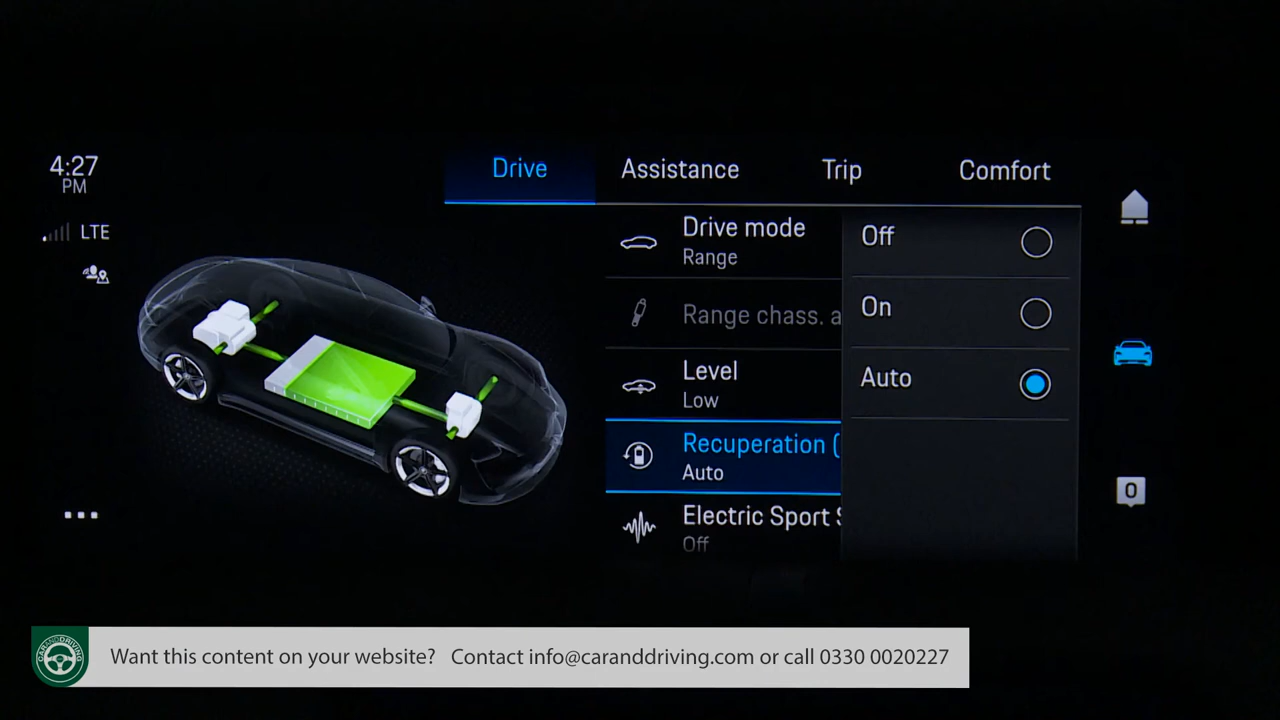 4:27
PM
LTE
Drive
Assistance
Trip
Comfort
Drive mode
Range
Range chass. a
Level
Low
Recuperation (
Auto
Electric Sport S
Off
Off
On
Auto
0
CARANDDRIVING
Want this content on your website? Contact info@caranddriving.com or call 0330 0020227